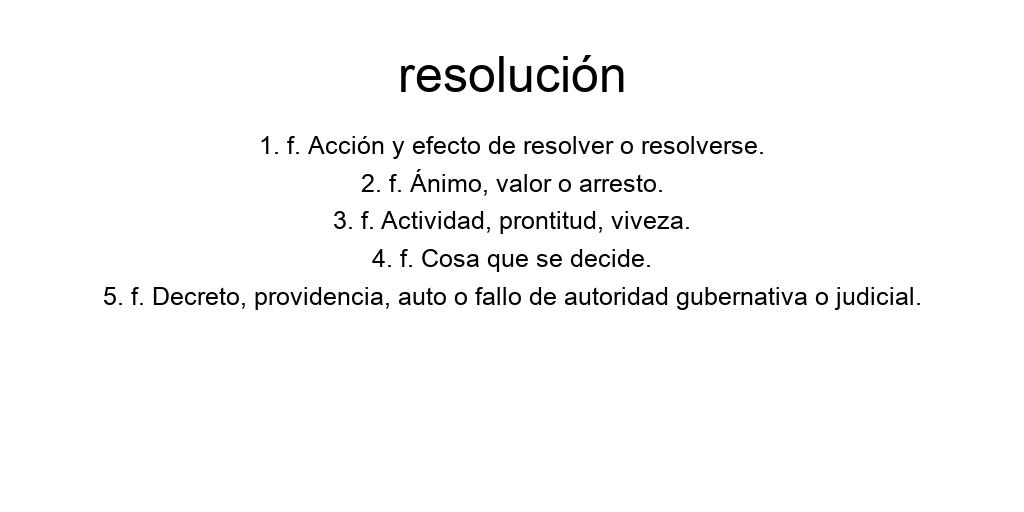 resolución
1. f. Acción y efecto de resolver o resolverse.
2. f. Ánimo, valor o arresto.
3. f. Actividad, prontitud, viveza.
4. f. Cosa que se decide.
5. f. Decreto, providencia, auto o fallo de autoridad gubernativa o judicial.